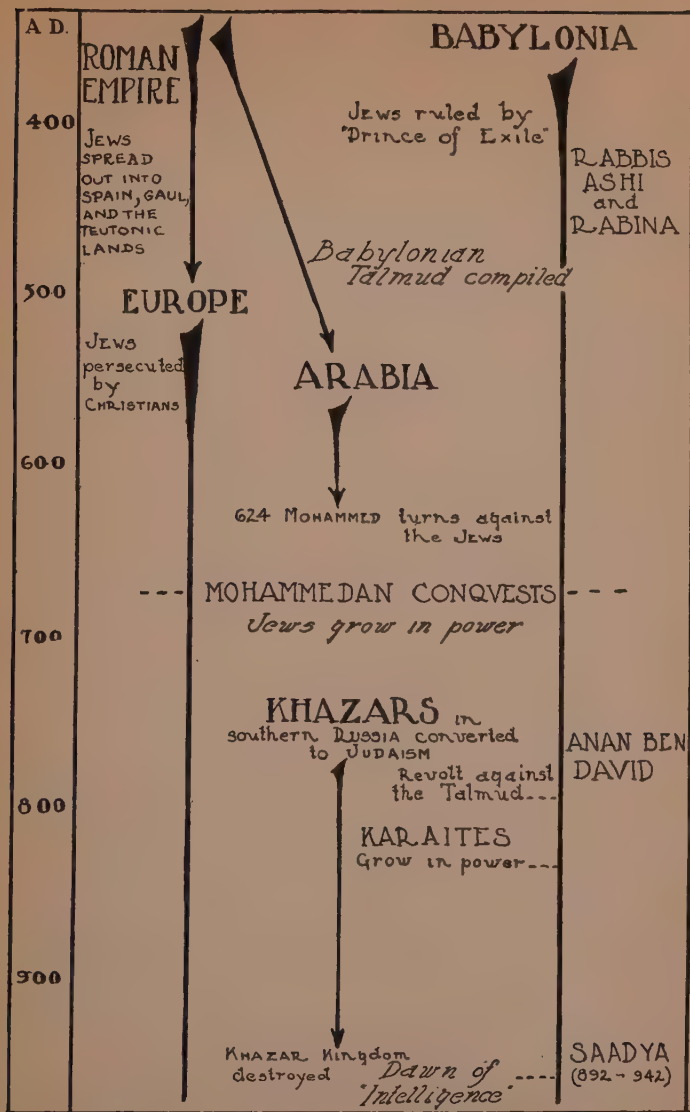 A D.
ROMAN
EMPIRE
BABYLONIA
400
JEWS
SPREAD
OUT INTO
SPAIN, GAUL,
AND THE
TEUTONIC
LANDS
Jews ruled by
"Prince of Exile"
RABBIS
ASHI
and
RABINA
Babylonian
Talmud compiled
500
EUROPE
JEWS
persecuted
by
CHRISTIANS
ARABIA
600
624 MOHAMMED turns against
the JEWS
MOHAMMEDAN CONQVESTS
Jews grow in power
700
KHAZARS in
southern RUSSIA converted
to JUDAISM
ANAN BEN
DAVID
Revolt against
the Talmud
800
KARAITES
Grow in power
900
KHAZAR Kingdom
destroyed
Dawn of
"Intelligence"
SAADYA
(892-942)